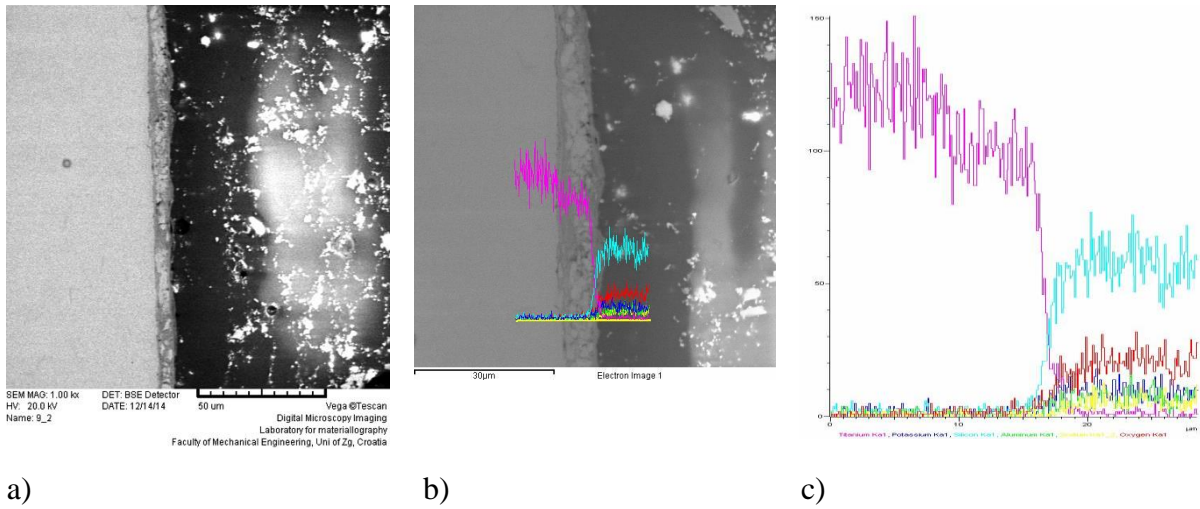 SEM MAG: 1.00 kx DET: BSE Detector
HV: 20.0 kV DATE: 12/14/14 50 um Vega ©Tescan
Name: 9_2 Digital Microscopy Imaging
Laboratory for materiallography
Faculty of Mechanical Engineering, Uni of Zg, Croatia
30µm Electron Image 1
150
100
50
0
0 10 20 µm
Titanium Ka1, Potassium Ka1, Silicon Ka1, Aluminum Ka1, Oxygen Ka1
a) b) c)